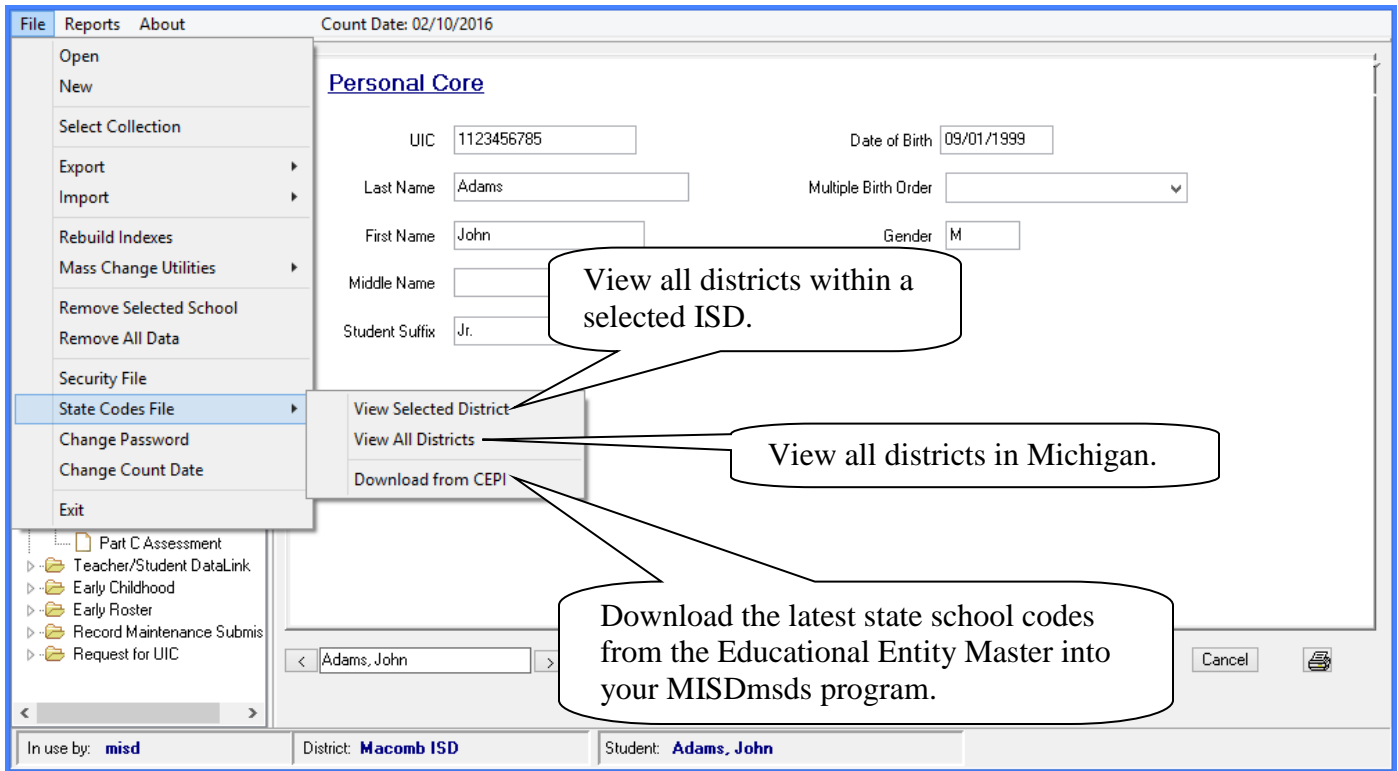 File Reports About Count Date: 02/10/2016
Open
New
Select Collection
Export
Import
Rebuild Indexes
Mass Change Utilities
Remove Selected School
Remove All Data
Security File
State Codes File
Change Password
Change Count Date
Exit
View Selected District
View All Districts
Download from CEPI
Personal Core
UIC 1123456785
Date of Birth 09/01/1999
Last Name Adams
Multiple Birth Order
First Name John
Gender M
Middle Name
Student Suffix Jr.
View all districts within a
selected ISD.
View all districts in Michigan.
Download the latest state school codes
from the Educational Entity Master into
your MISDmsds program.
Part C Assessment
Teacher/Student DataLink
Early Childhood
Early Roster
Record Maintenance Submis
Request for UIC
< Adams, John >
Cancel
< >
In use by: misd District: Macomb ISD Student: Adams, John